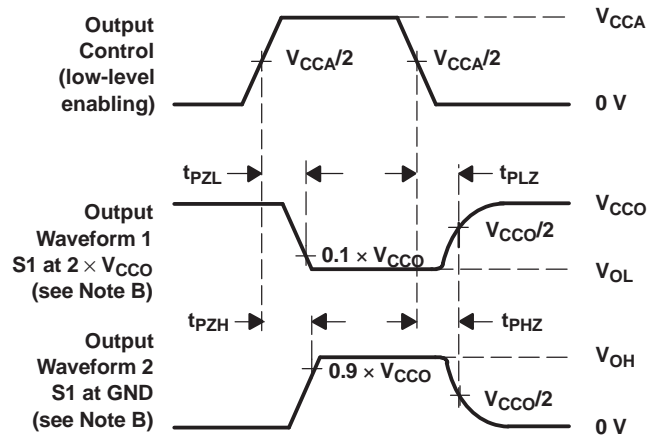 Output
Control
(low-level
enabling)
V_CCA/2
V_CCA/2
V_CCA
0 V
t_PZL
t_PLZ
Output
Waveform 1
S1 at 2 × V_CCO
(see Note B)
0.1 × V_CCO
V_CCO/2
V_CCO
V_OL
t_PZH
t_PHZ
Output
Waveform 2
S1 at GND
(see Note B)
0.9 × V_CCO
V_CCO/2
V_OH
0 V